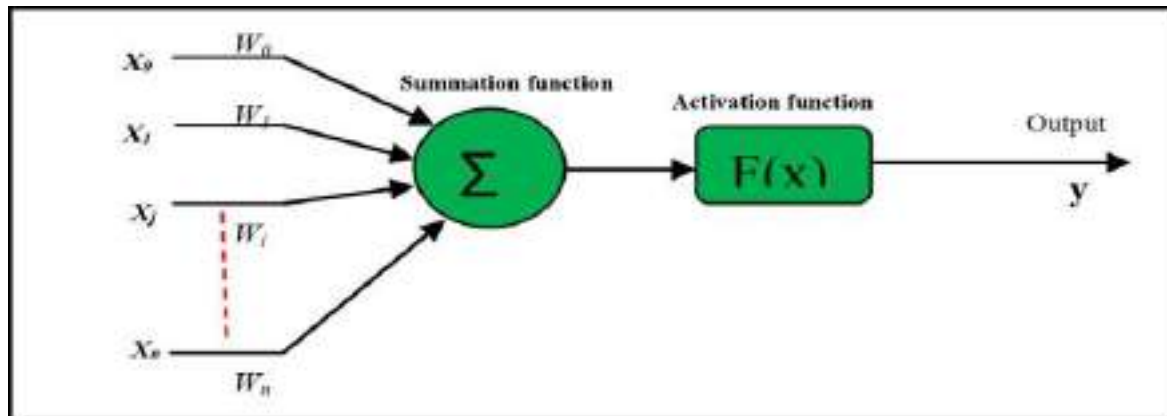 X₀ W₀
Summation function
Activation function
X₁ W₁
Output
Σ
F(x)
y
Xⱼ Wᵢ
Xₙ
Wₙ